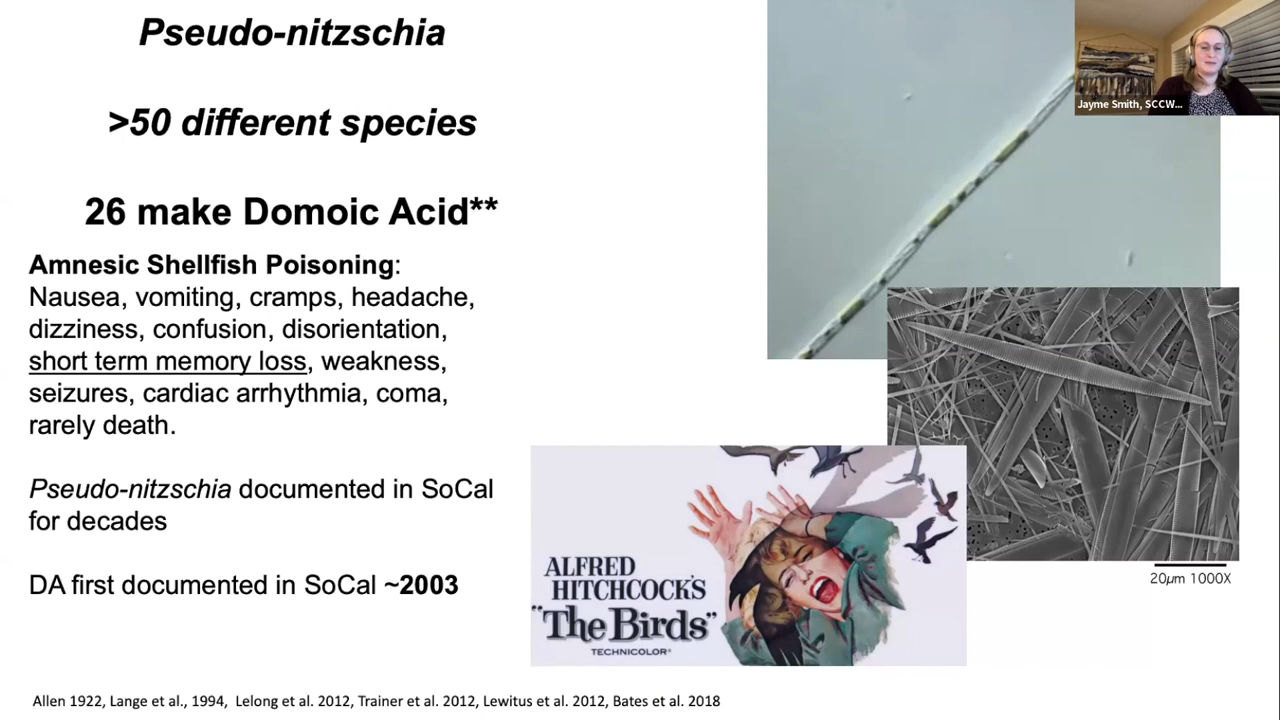 Pseudo-nitzschia
>50 different species
26 make Domoic Acid**
Amnesic Shellfish Poisoning:
Nausea, vomiting, cramps, headache,
dizziness, confusion, disorientation,
short term memory loss, weakness,
seizures, cardiac arrhythmia, coma,
rarely death.
Pseudo-nitzschia documented in SoCal
for decades
DA first documented in SoCal ~2003
Jayme Smith, SCCW...
20µm 1000X
ALFRED
HITCHCOCK'S
"The Birds"
TECHNICOLOR®
Allen 1922, Lange et al., 1994, Lelong et al. 2012, Trainer et al. 2012, Lewitus et al. 2012, Bates et al. 2018